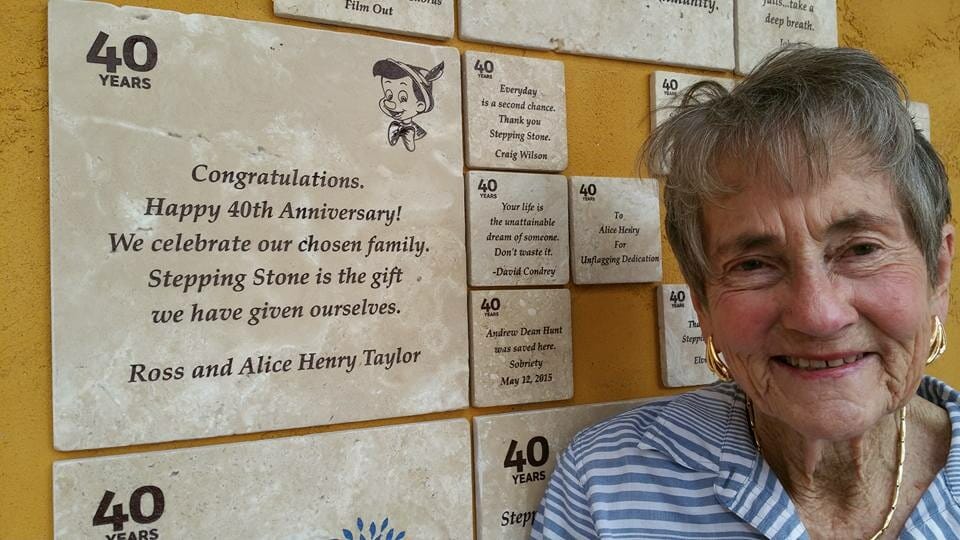 Film Out
falls...take a
deep breath.
40
YEARS
Congratulations.
Happy 40th Anniversary!
We celebrate our chosen family.
Stepping Stone is the gift
we have given ourselves.
Ross and Alice Henry Taylor
40
YEARS
Everyday
is a second chance.
Thank you
Stepping Stone.
Craig Wilson
40
YEARS
Your life is
the unattainable
dream of someone.
Don't waste it.
-David Condrey
40
YEARS
To
Alice Henry
For
Unflagging Dedication
40
YEARS
Andrew Dean Hunt
was saved here.
Sobriety
May 12, 2015
40
YEARS
40
YEARS
40
YEARS
40
YEARS